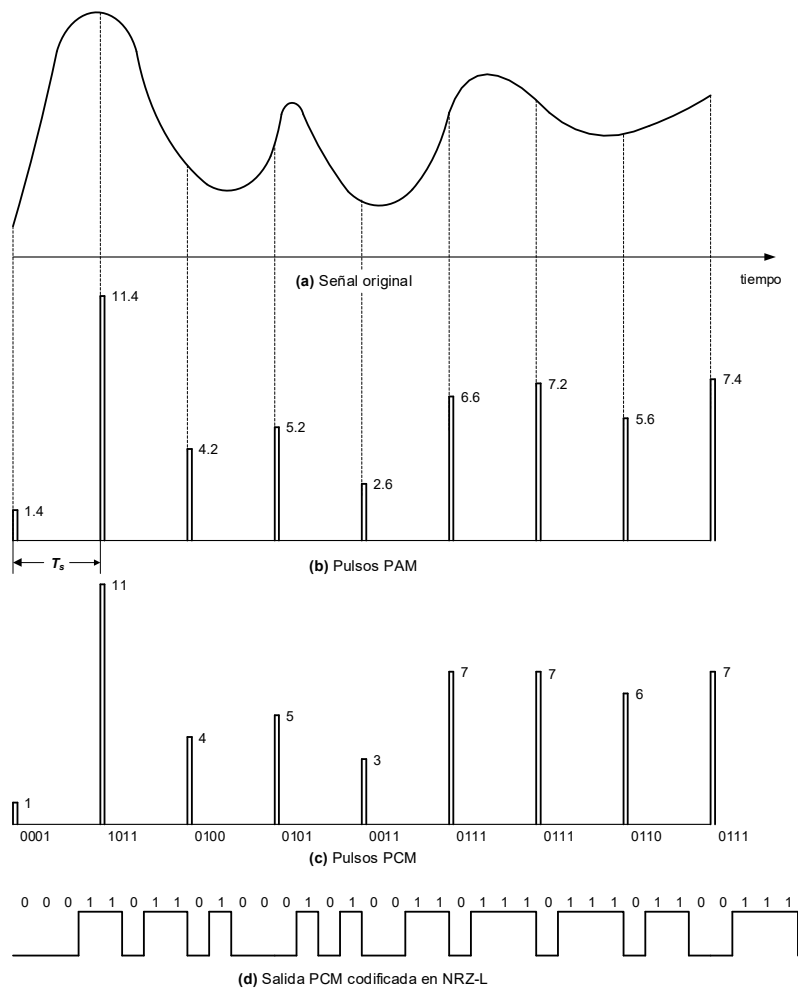 (a) Señal original
tiempo
11.4
7.4
7.2
6.6
5.6
5.2
4.2
2.6
1.4
Ts
(b) Pulsos PAM
11
7
7
7
6
5
4
3
1
0001 1011 0100 0101 0011 0111 0111 0110 0111
(c) Pulsos PCM
0 0 0 1 1 0 1 1 0 1 0 0 0 1 0 1 0 0 1 1 0 1 1 1 0 1 1 1 0 1 1 0 0 1 1 1
(d) Salida PCM codificada en NRZ-L